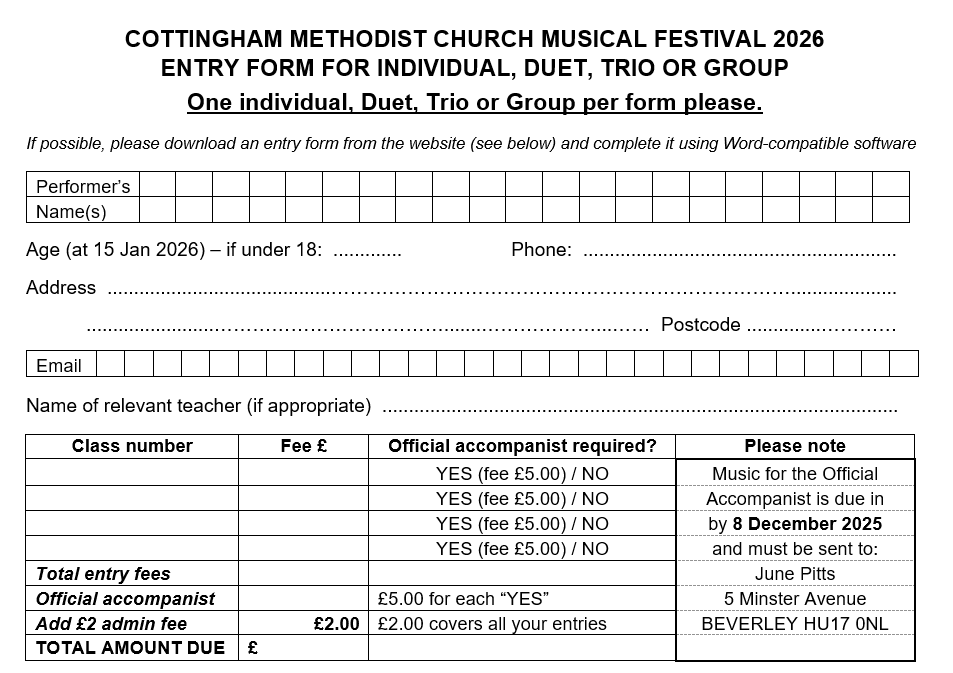 COTTINGHAM METHODIST CHURCH MUSICAL FESTIVAL 2026
ENTRY FORM FOR INDIVIDUAL, DUET, TRIO OR GROUP
One individual, Duet, Trio or Group per form please.
If possible, please download an entry form from the website (see below) and complete it using Word-compatible software
Performer's
Name(s)
Age (at 15 Jan 2026) – if under 18: ............. Phone: ...........................................................
Address ......................................................................................................................
...................................................................................................... Postcode ............................
Email
Name of relevant teacher (if appropriate) .................................................................................................
Class number Fee £ Official accompanist required? Please note
YES (fee £5.00) / NO Music for the Official
YES (fee £5.00) / NO Accompanist is due in
YES (fee £5.00) / NO by 8 December 2025
YES (fee £5.00) / NO and must be sent to:
Total entry fees June Pitts
Official accompanist £5.00 for each “YES” 5 Minster Avenue
Add £2 admin fee £2.00 £2.00 covers all your entries BEVERLEY HU17 0NL
TOTAL AMOUNT DUE £